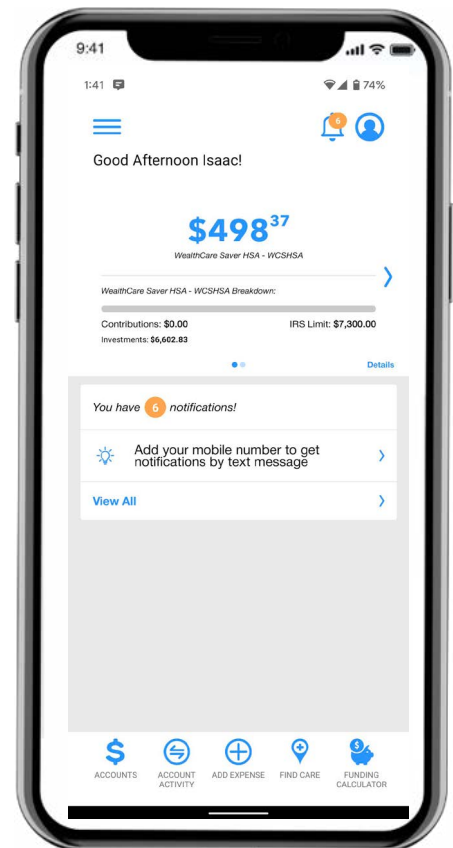 9:41
1:41 74%
6
Good Afternoon Isaac!
$498 37
WealthCare Saver HSA - WCSHSA
WealthCare Saver HSA - WCSHSA Breakdown:
Contributions: $0.00 IRS Limit: $7,300.00
Investments: $6,602.83
Details
You have 6 notifications!
Add your mobile number to get
notifications by text message
View All
ACCOUNTS
ACCOUNT
ACTIVITY
ADD EXPENSE
FIND CARE
FUNDING
CALCULATOR